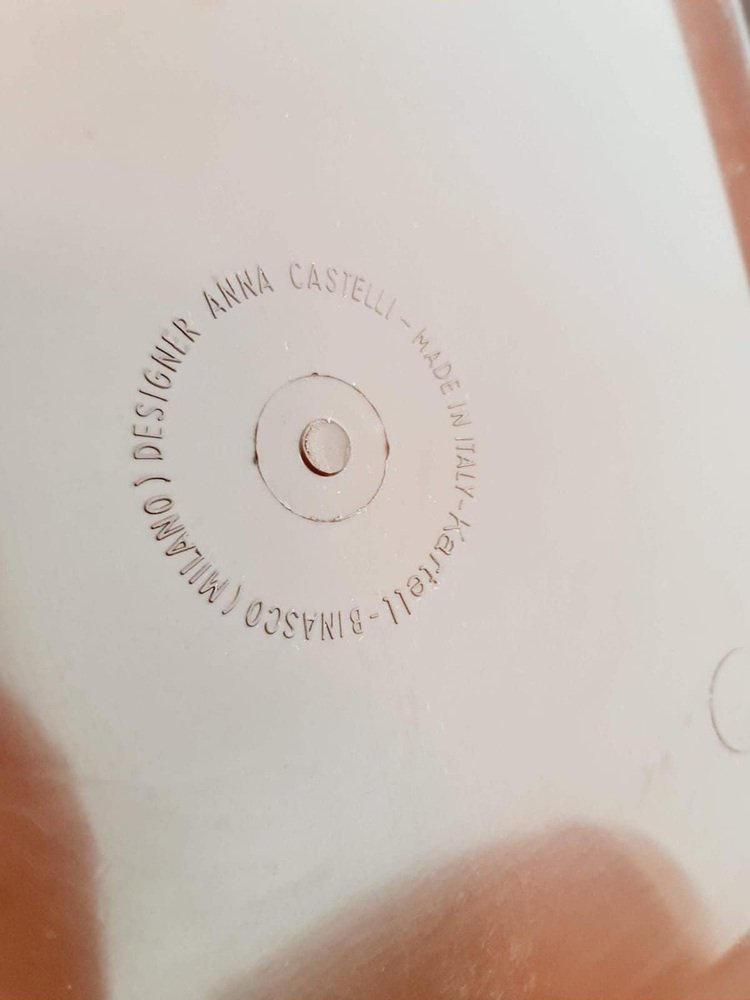 DESIGNER ANNA CASTELLI - MADE IN ITALY - Kartell - BINASCO (MILANO)